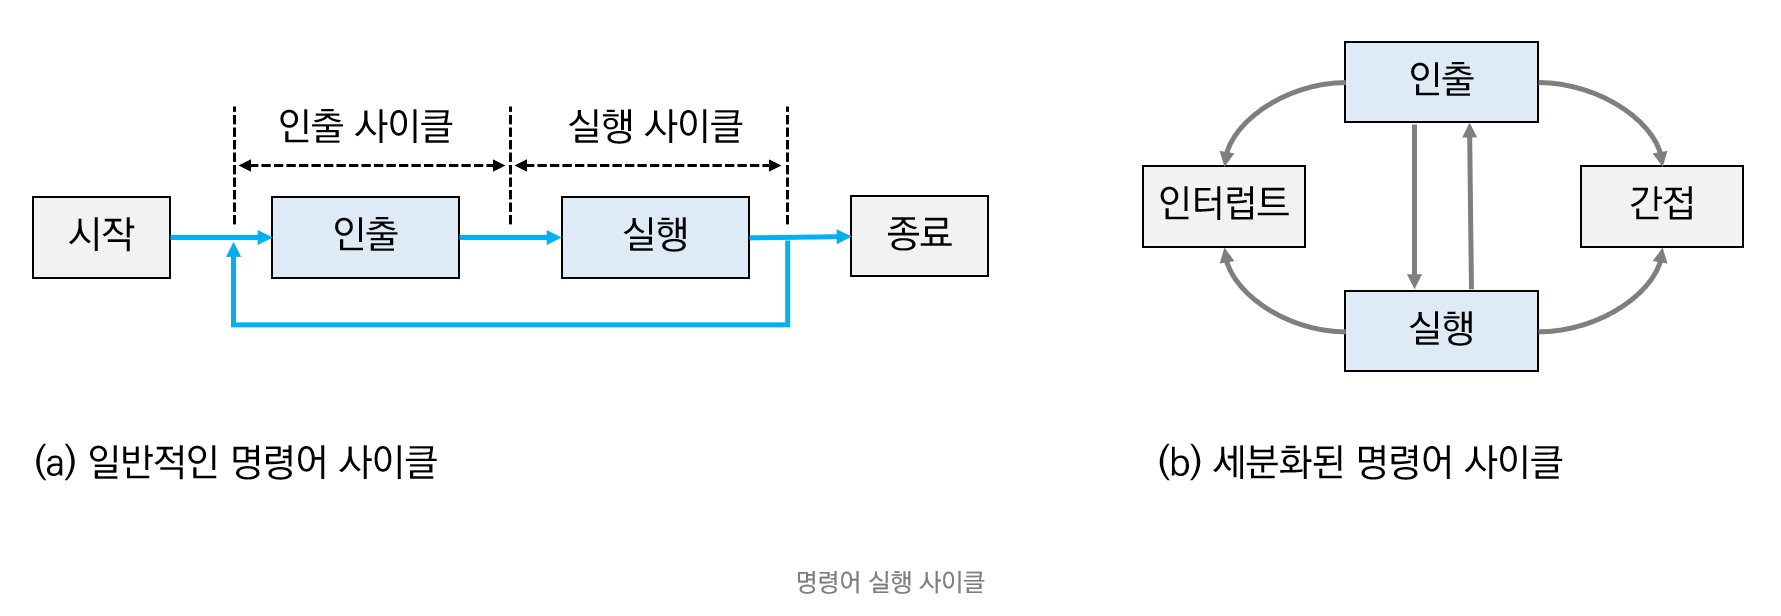 인출 사이클
실행 사이클
시작
인출
실행
종료
(a) 일반적인 명령어 사이클
인출
인터럽트
간접
실행
(b) 세분화된 명령어 사이클
명령어 실행 사이클